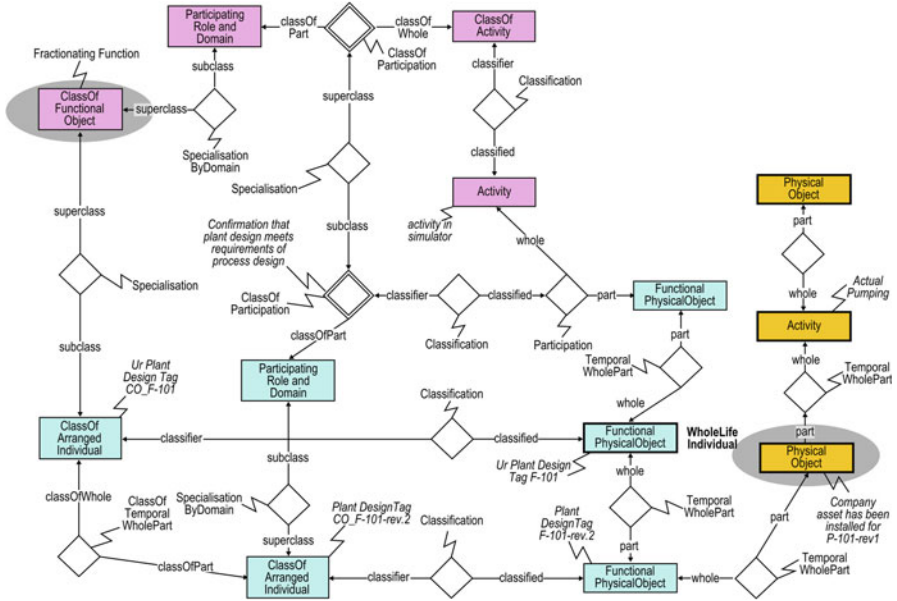 Participating
Role and
Domain
classOf
Part
classOf
Whole
ClassOf
Activity
ClassOf
Participation
Fractionating Function
subclass
classifier
Classification
ClassOf
Functional
Object
superclass
superclass
Specialisation
ByDomain
classified
Specialisation
Activity
Physical
Object
superclass
subclass
activity in
simulator
part
Confirmation that
plant design meets
requirements of
process design
whole
Specialisation
ClassOf
Participation
classifier
classified
part
Functional
PhysicalObject
whole
Actual
Pumping
Classification
Participation
part
Activity
subclass
classOfPart
Temporal
WholePart
whole
Temporal
WholePart
Ur Plant
Design Tag
CO_F-101
Participating
Role and
Domain
Classification
whole
part
ClassOf
Arranged
Individual
classifier
classified
Functional
PhysicalObject
WholeLife
Individual
Physical
Object
subclass
Ur Plant Design
Tag F-101
whole
classOfWhole
ClassOf
Temporal
WholePart
Specialisation
ByDomain
Plant DesignTag
CO_F-101-rev.2
Classification
Plant
DesignTag
F-101-rev.2
Temporal
WholePart
part
Company
asset has been
installed for
P-101-rev1
superclass
part
classOfPart
ClassOf
Arranged
Individual
classifier
classified
Functional
PhysicalObject
whole
Temporal
WholePart